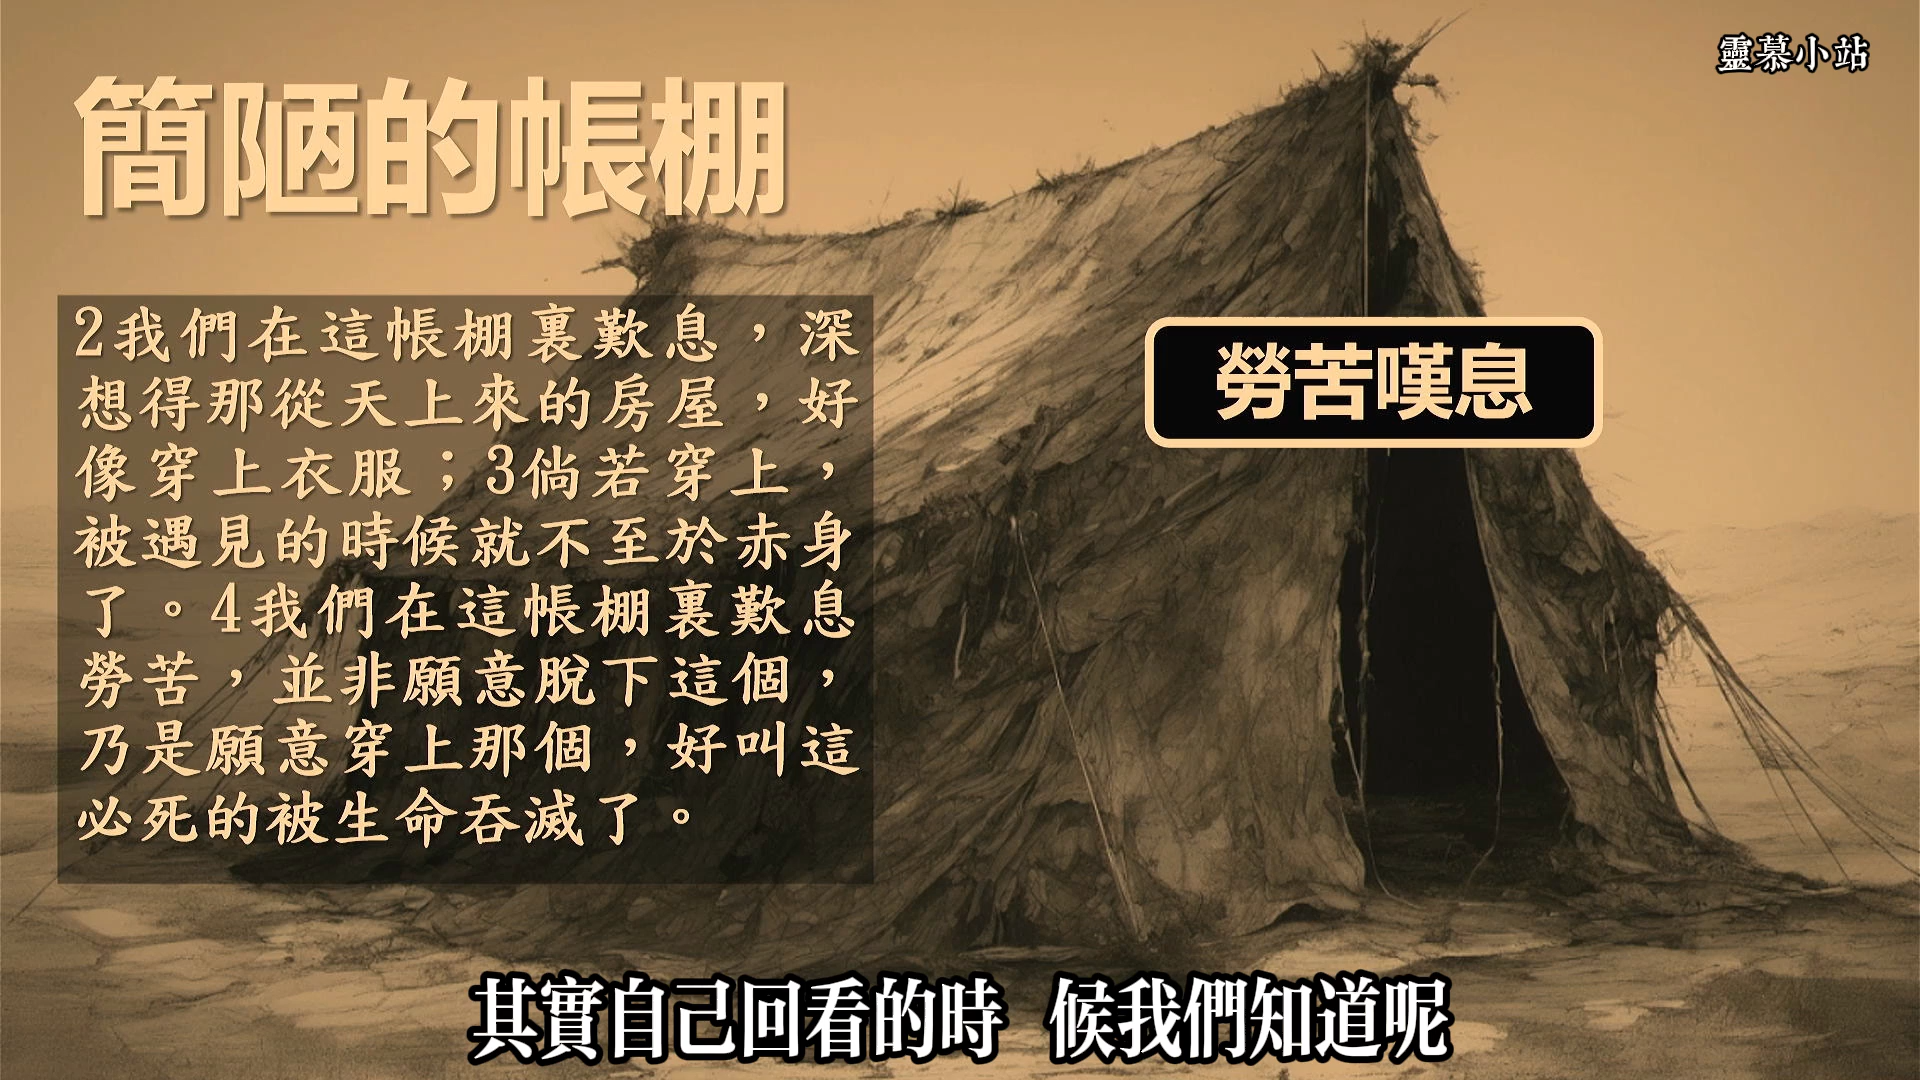 靈慕小站
簡陋的帳棚
2我們在這帳棚裏歎息，深
想得那從天上來的房屋，好
像穿上衣服；3倘若穿上，
被遇見的時候就不至於赤身
了。4我們在這帳棚裏歎息
勞苦，並非願意脫下這個，
乃是願意穿上那個，好叫這
必死的被生命吞滅了。
勞苦嘆息
其實自己回看的時 候我們知道呢